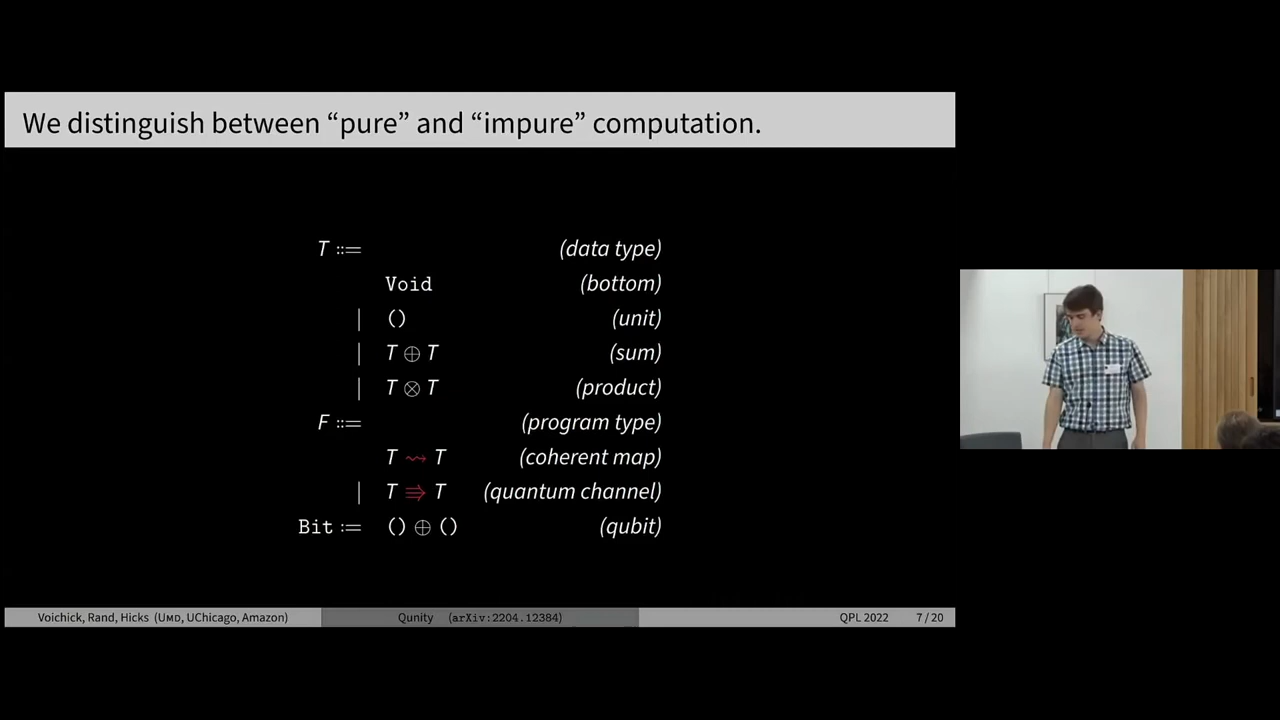 We distinguish between “pure” and “impure” computation.
T ::= (data type)
Void (bottom)
| () (unit)
| T ⊕ T (sum)
| T ⊗ T (product)
F ::= (program type)
T ⇝ T (coherent map)
| T ⇛ T (quantum channel)
Bit := () ⊕ () (qubit)
Voichick, Rand, Hicks (UMD, UChicago, Amazon) Qunity (arXiv:2204.12384) QPL 2022 7 / 20